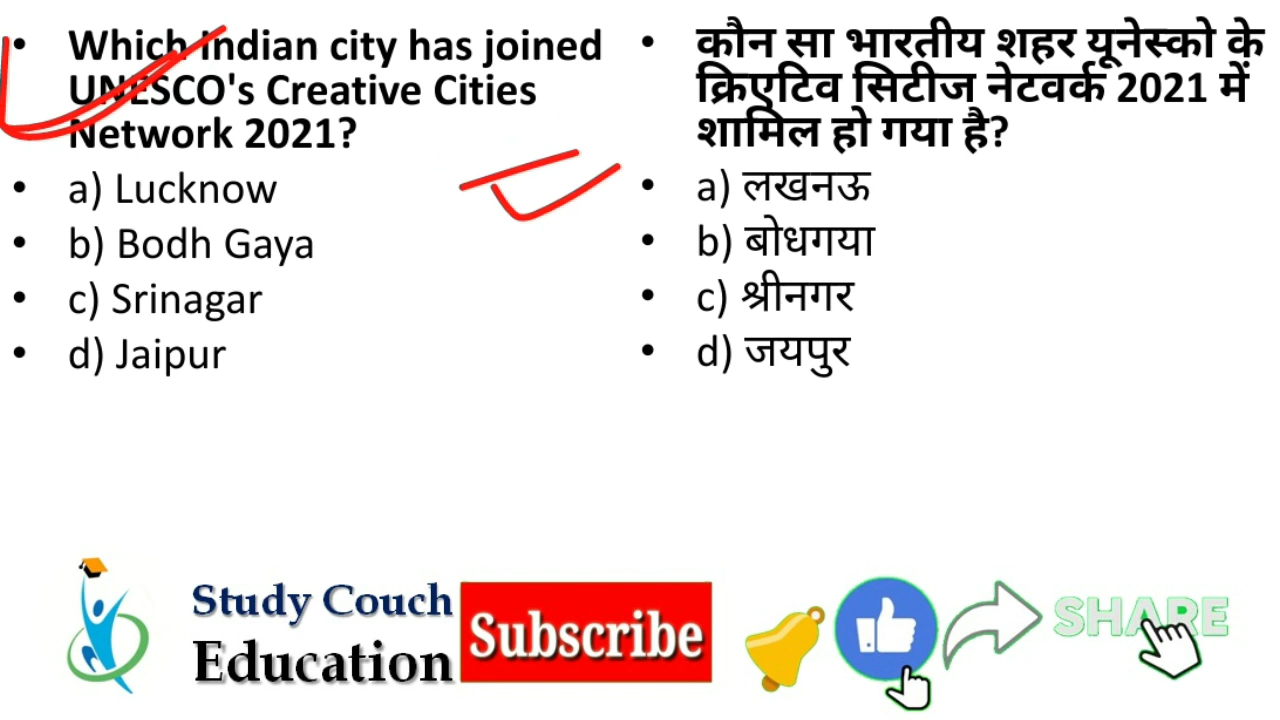 • Which Indian city has joined
UNESCO's Creative Cities
Network 2021?
• a) Lucknow
• b) Bodh Gaya
• c) Srinagar
• d) Jaipur
• कौन सा भारतीय शहर यूनेस्को के
क्रिएटिव सिटीज नेटवर्क 2021 में
शामिल हो गया है?
• a) लखनऊ
• b) बोधगया
• c) श्रीनगर
• d) जयपुर
Study Couch
Education
Subscribe
SHARE